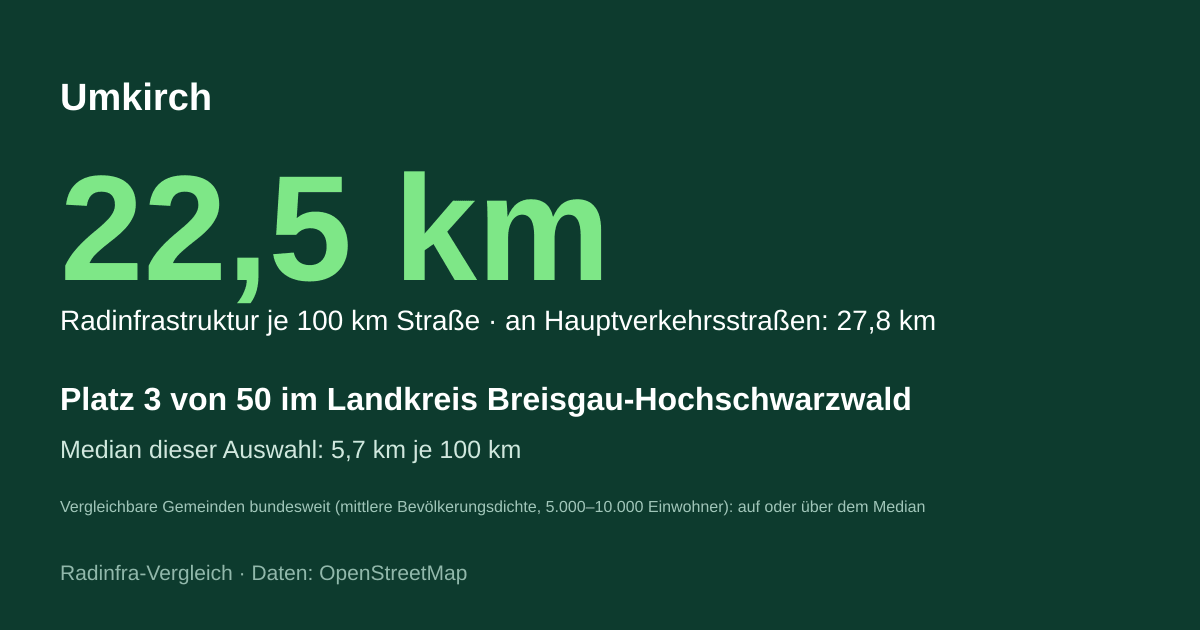 Umkirch
22,5 km
Radinfrastruktur je 100 km Straße · an Hauptverkehrsstraßen: 27,8 km
Platz 3 von 50 im Landkreis Breisgau-Hochschwarzwald
Median dieser Auswahl: 5,7 km je 100 km
Vergleichbare Gemeinden bundesweit (mittlere Bevölkerungsdichte, 5.000–10.000 Einwohner): auf oder über dem Median
Radinfra-Vergleich · Daten: OpenStreetMap